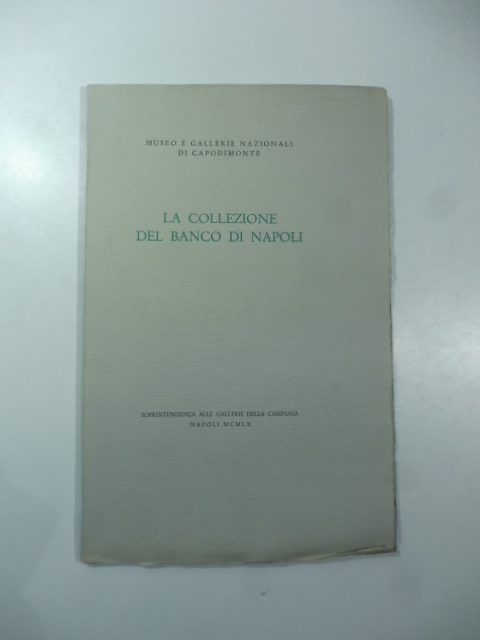 MUSEO E GALLERIE NAZIONALI
DI CAPODIMONTE
LA COLLEZIONE
DEL BANCO DI NAPOLI
SOPRINTENDENZA ALLE GALLERIE DELLA CAMPANIA
NAPOLI MCMLX